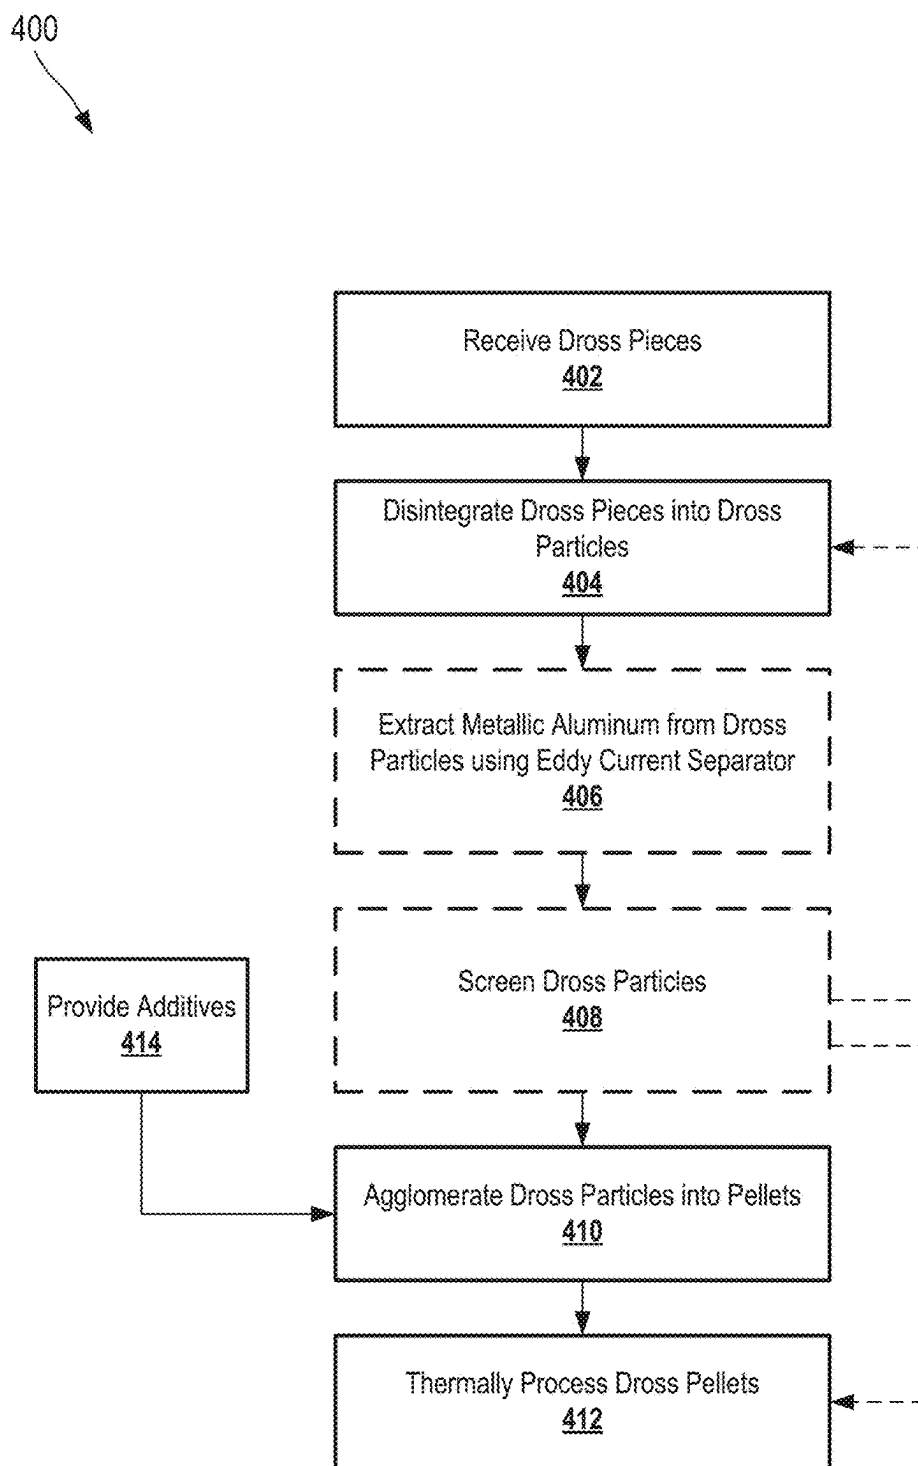 400
Receive Dross Pieces
402
Disintegrate Dross Pieces into Dross
Particles
404
Extract Metallic Aluminum from Dross
Particles using Eddy Current Separator
406
Screen Dross Particles
408
Provide Additives
414
Agglomerate Dross Particles into Pellets
410
Thermally Process Dross Pellets
412